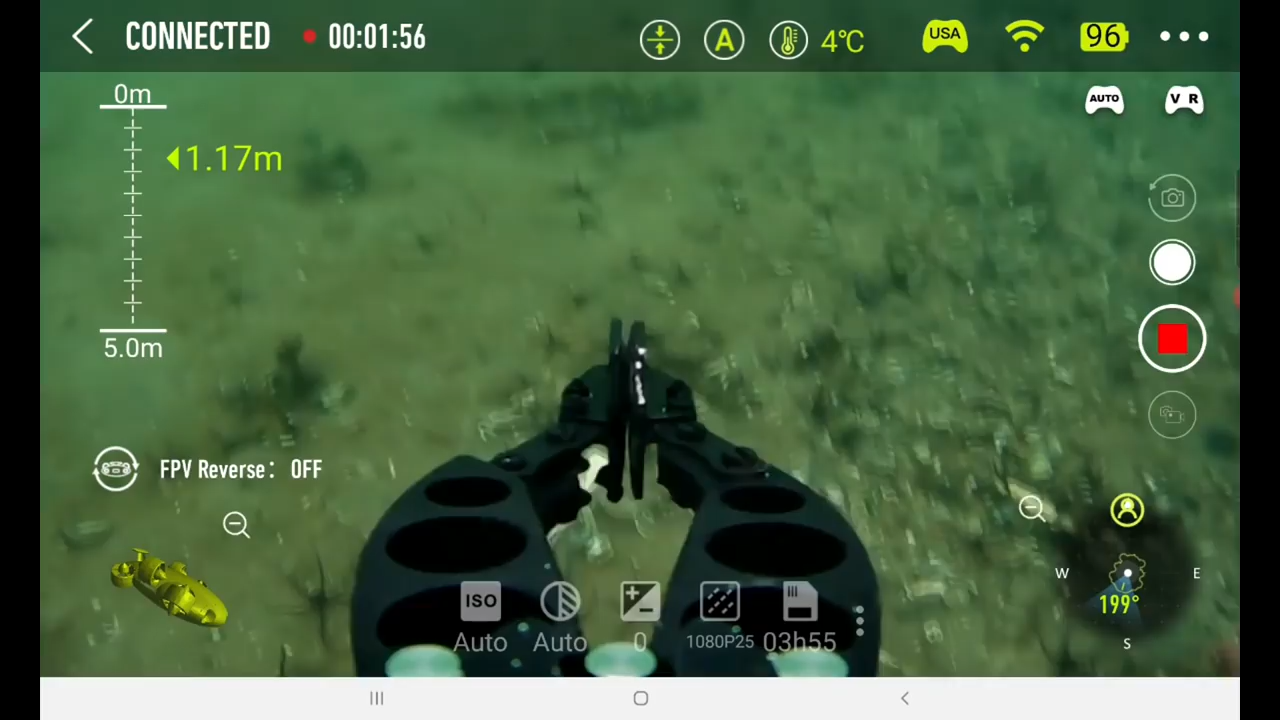 CONNECTED 00:01:56 A 4℃ USA 96
AUTO V R
0m
1.17m
5.0m
FPV Reverse: OFF
W E
199°
S
ISO
Auto Auto 0 1080P25 03h55